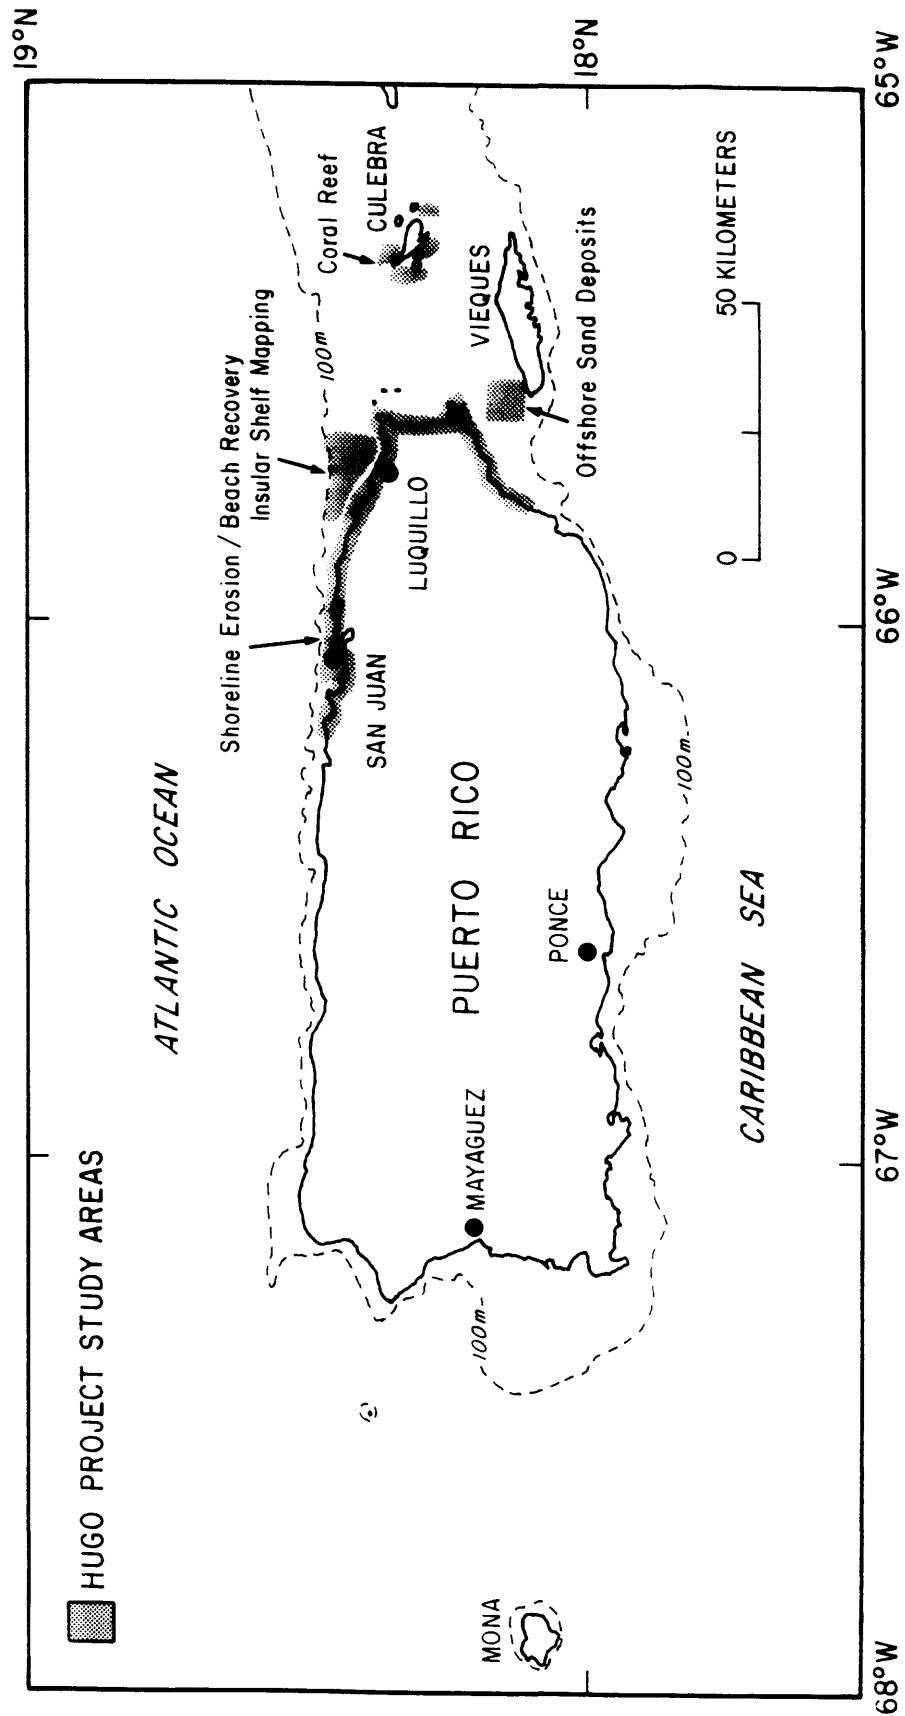 HUGO PROJECT STUDY AREAS
19°N
ATLANTIC OCEAN
Shoreline Erosion / Beach Recovery
Insular Shelf Mapping
100m
Coral Reef
CULEBRA
SAN JUAN
LUQUILLO
VIEQUES
PUERTO RICO
MAYAGUEZ
100m
MONA
PONCE
Offshore Sand Deposits
18°N
100m
CARIBBEAN SEA
0
50 KILOMETERS
68°W
67°W
66°W
65°W